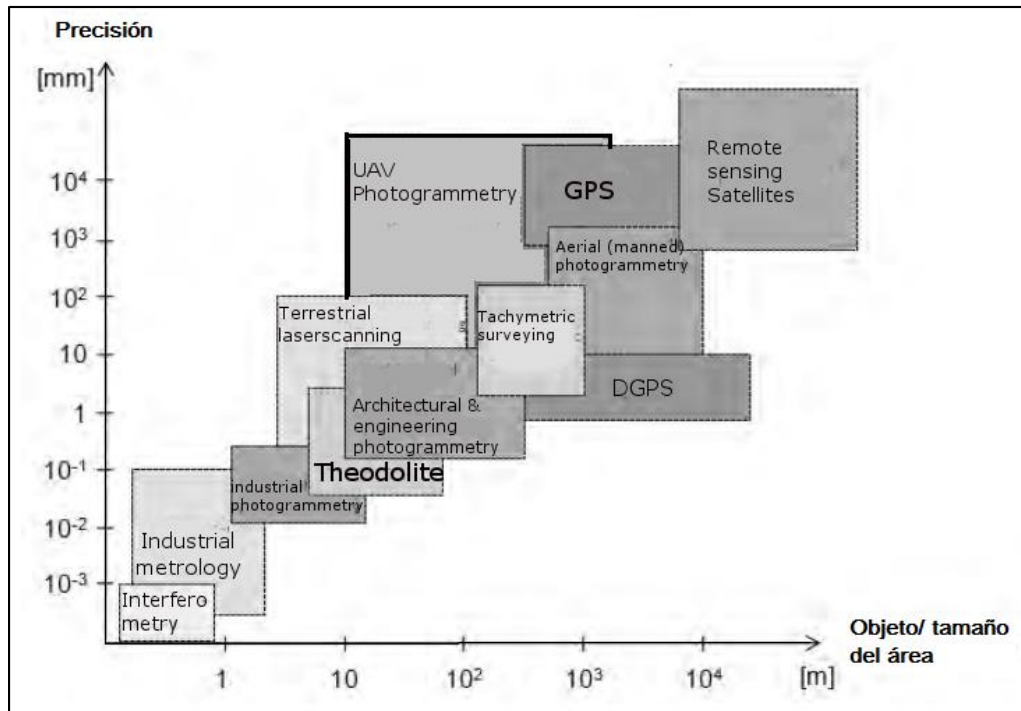 Precisión
[mm]
10⁴
10³
10²
10
1
10⁻¹
10⁻²
10⁻³
UAV
Photogrammetry
GPS
Remote
sensing
Satellites
Aerial (manned)
photogrammetry
Terrestrial
laserscanning
Tachymetric
surveying
DGPS
Architectural &
engineering
photogrammetry
Theodolite
industrial
photogrammetry
Industrial
metrology
Interfero
metry
1
10
10²
10³
10⁴
[m]
Objeto/ tamaño
del área